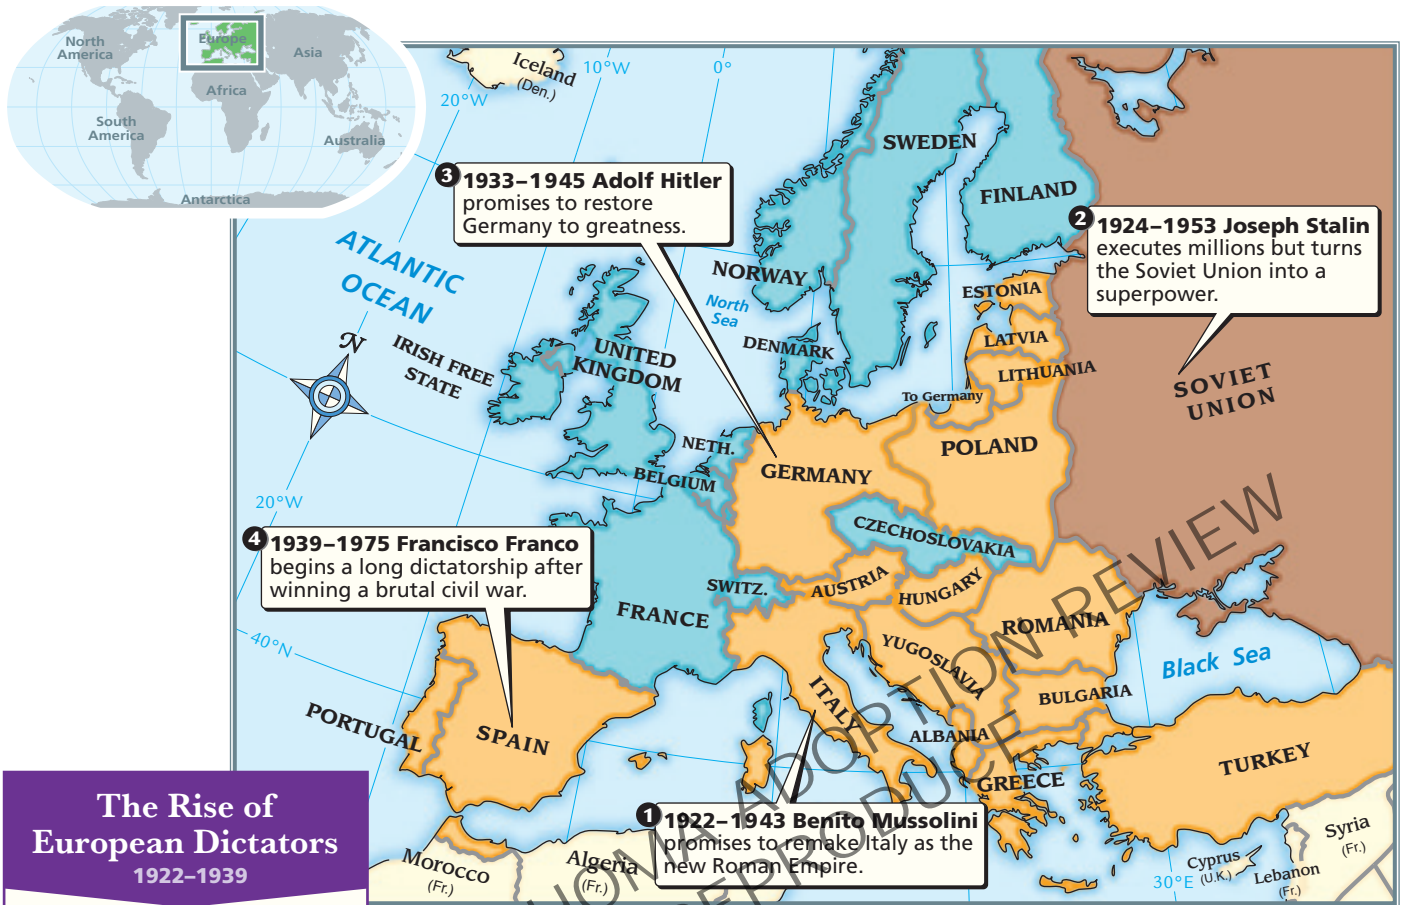 North
America
Europe
Asia
Africa
South
America
Australia
Antarctica
Iceland
(Den.)
20°W
10°W
0°
SWEDEN
FINLAND
3 1933–1945 Adolf Hitler
promises to restore
Germany to greatness.
2 1924–1953 Joseph Stalin
executes millions but turns
the Soviet Union into a
superpower.
ATLANTIC
OCEAN
NORWAY
North
Sea
ESTONIA
N
IRISH FREE
STATE
UNITED
KINGDOM
DENMARK
LATVIA
LITHUANIA
To Germany
SOVIET
UNION
NETH.
BELGIUM
GERMANY
POLAND
20°W
CZECHOSLOVAKIA
4 1939–1975 Francisco Franco
begins a long dictatorship after
winning a brutal civil war.
SWITZ.
AUSTRIA
HUNGARY
FRANCE
ROMANIA
40°N
YUGOSLAVIA
Black Sea
BULGARIA
ITALY
PORTUGAL
SPAIN
ALBANIA
GREECE
TURKEY
1 1922–1943 Benito Mussolini
promises to remake Italy as the
new Roman Empire.
The Rise of
European Dictators
1922–1939
Morocco
(Fr.)
Algeria
(Fr.)
30°E
Cyprus
(U.K.)
Lebanon
(Fr.)
Syria
(Fr.)
ADOPTION REVIEW
REPRODUCE